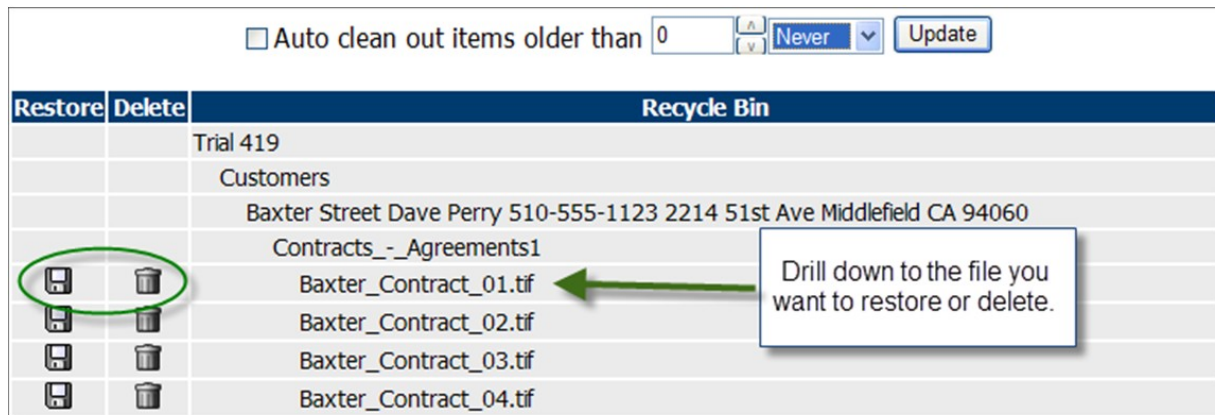 Auto clean out items older than 0 Never Update
Restore Delete Recycle Bin
Trial 419
Customers
Baxter Street Dave Perry 510-555-1123 2214 51st Ave Middlefield CA 94060
Contracts_-_Agreements1
Baxter_Contract_01.tif
Drill down to the file you
want to restore or delete.
Baxter_Contract_02.tif
Baxter_Contract_03.tif
Baxter_Contract_04.tif